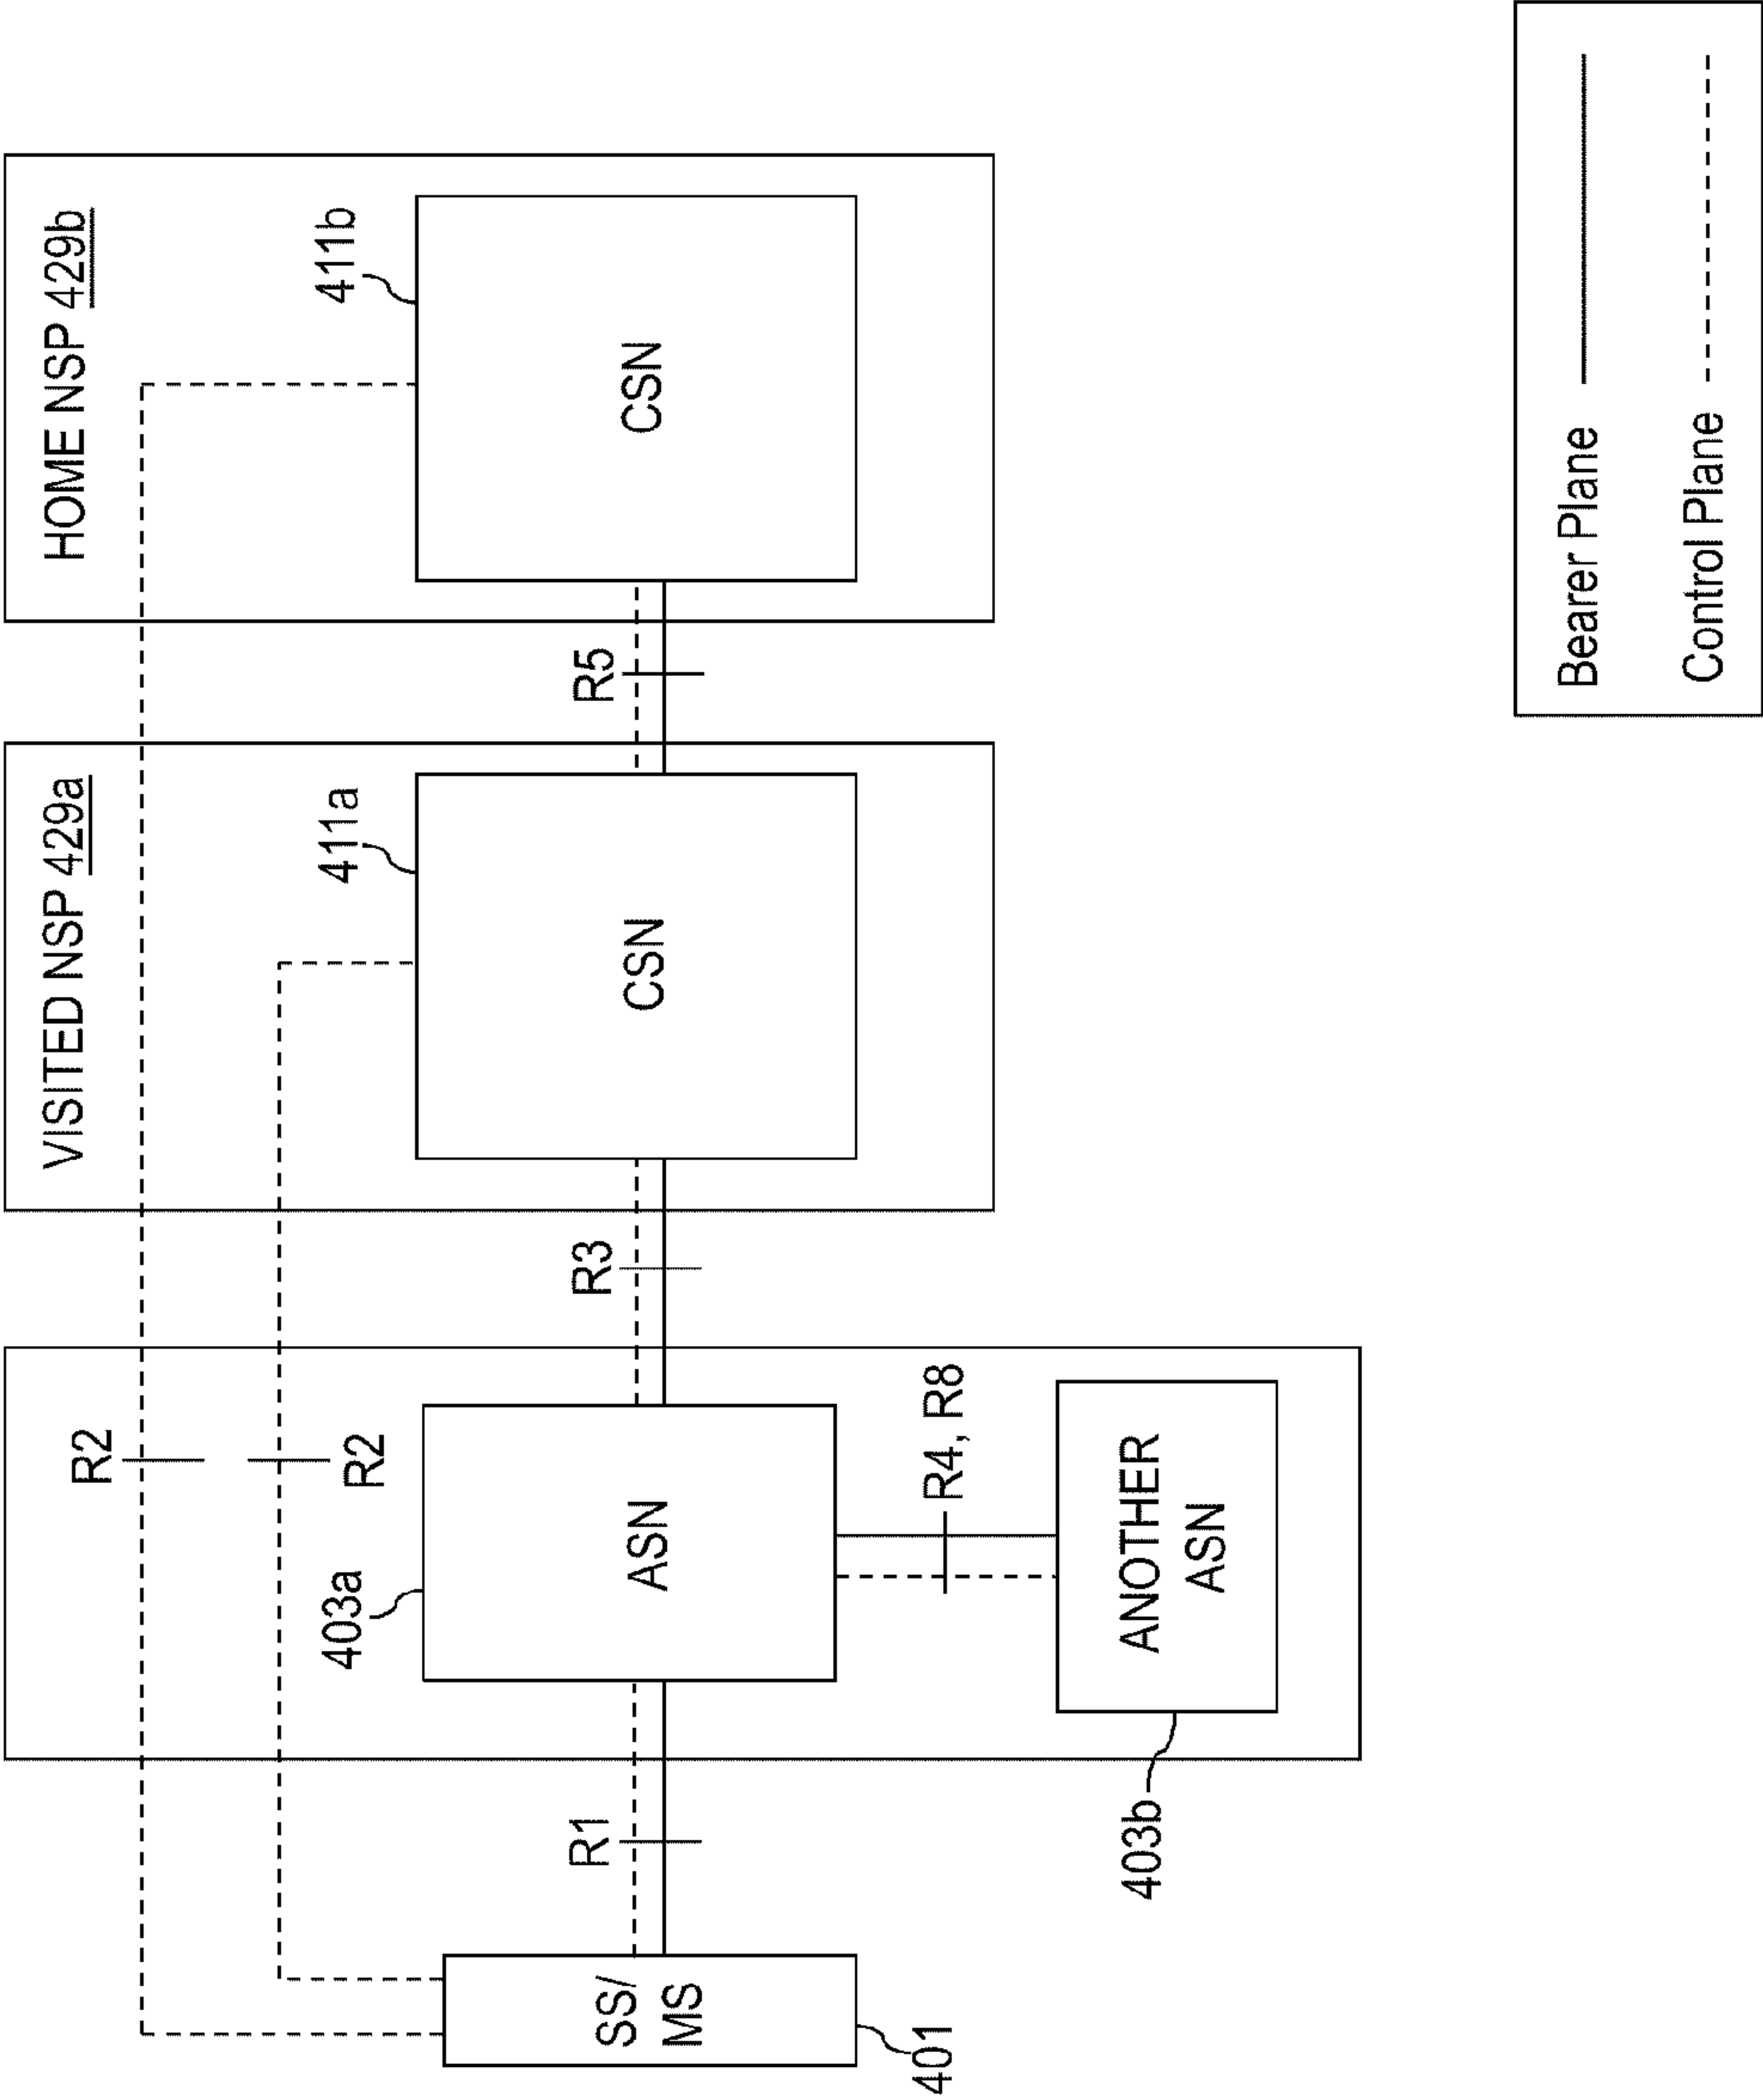 R2
VISITED NSP 429a
HOME NSP 429b
R2
403a
411a
411b
SS/
MS
401
R1
ASN
R3
CSN
R5
CSN
R4, R8
403b
ANOTHER
ASN
Bearer Plane
Control Plane